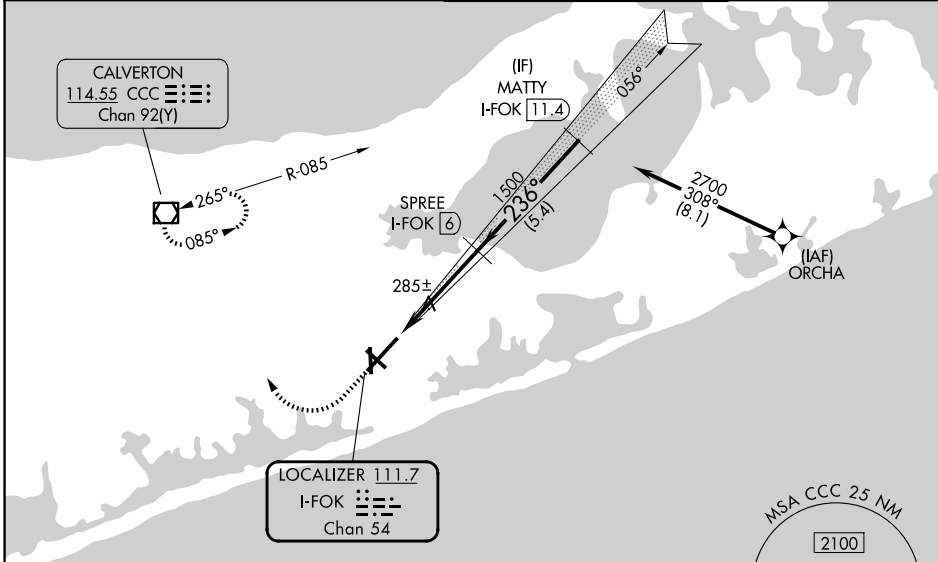 CALVERTON
114.55 CCC
Chan 92(Y)
R-085
265°
085°
(IF)
MATTY
I-FOK 11.4
056°
1500
236°
(5.4)
SPREE
I-FOK 6
285±
2700
308°
(8.1)
(IAF)
ORCHA
LOCALIZER 111.7
I-FOK
Chan 54
MSA CCC 25 NM
2100